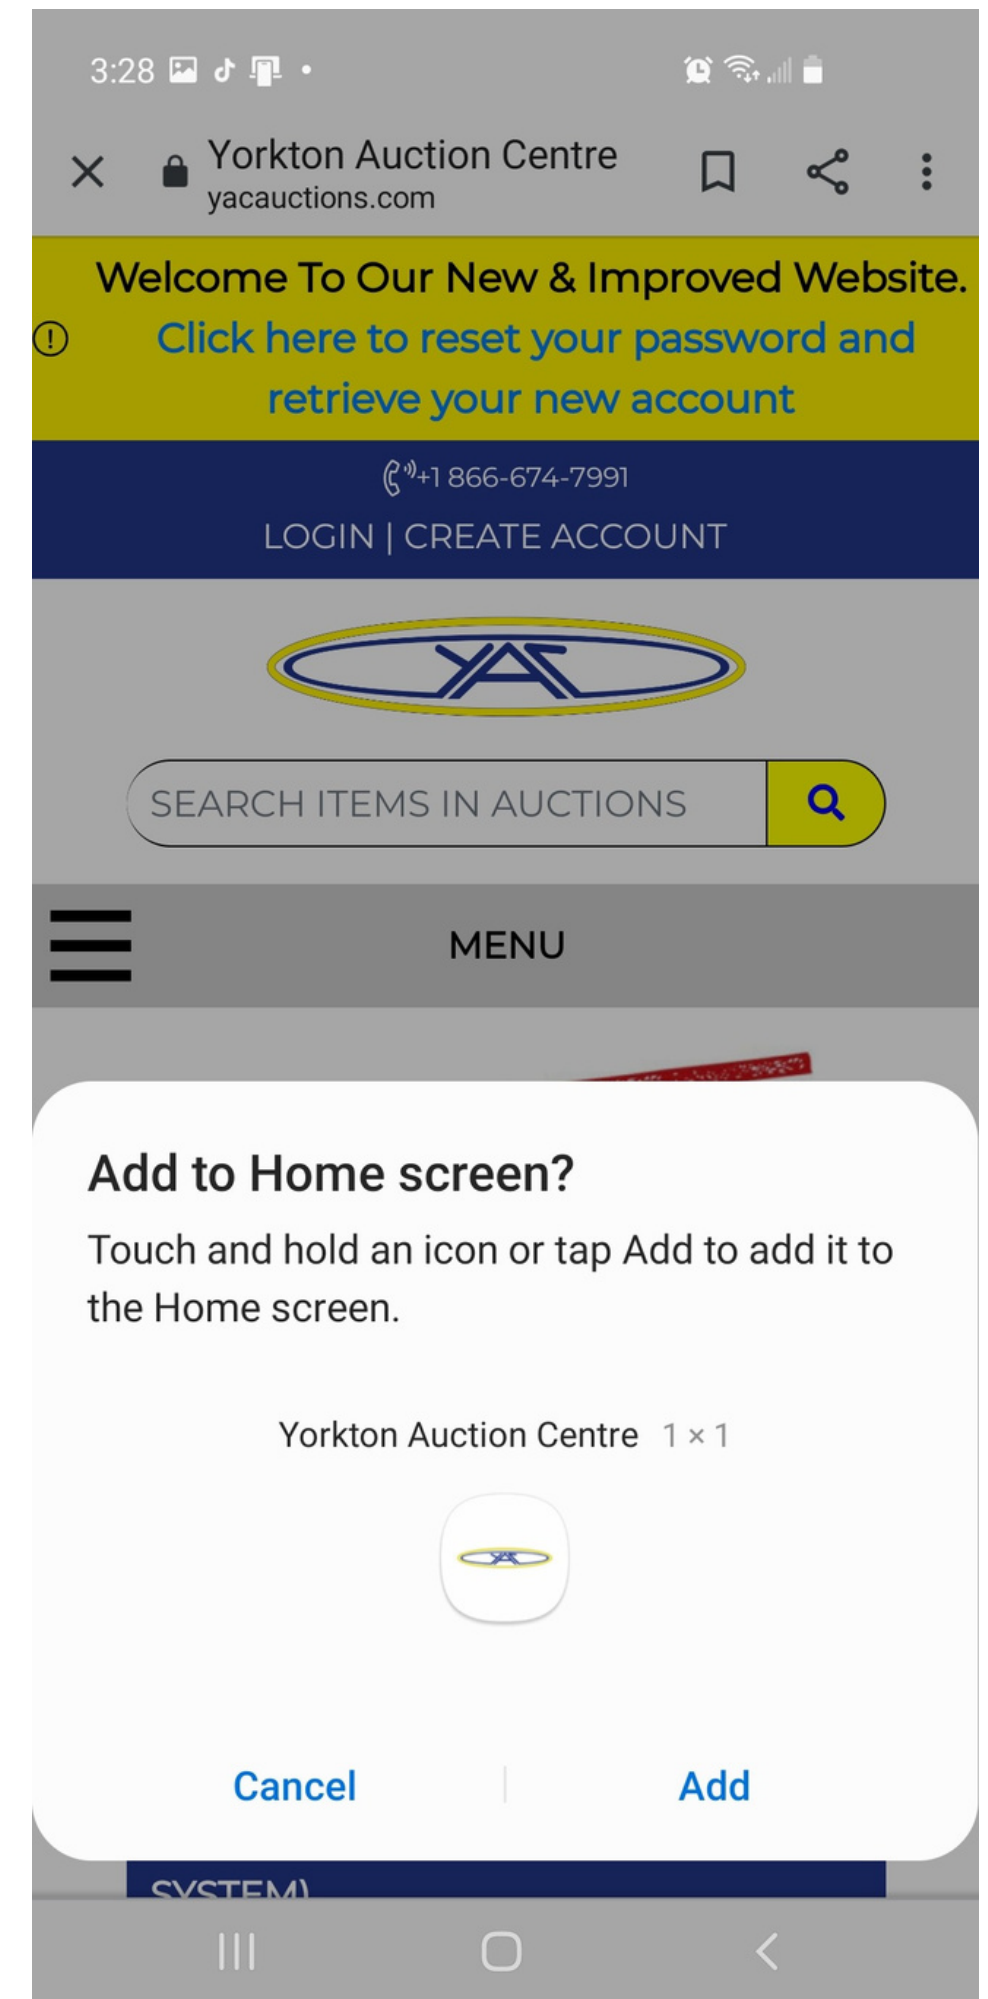 3:28
Yorkton Auction Centre
yacauctions.com
Welcome To Our New & Improved Website.
Click here to reset your password and
retrieve your new account
+1 866-674-7991
LOGIN | CREATE ACCOUNT
YAC
SEARCH ITEMS IN AUCTIONS
MENU
Add to Home screen?
Touch and hold an icon or tap Add to add it to
the Home screen.
Yorkton Auction Centre 1 × 1
YAC
Cancel
Add
SYSTEM)